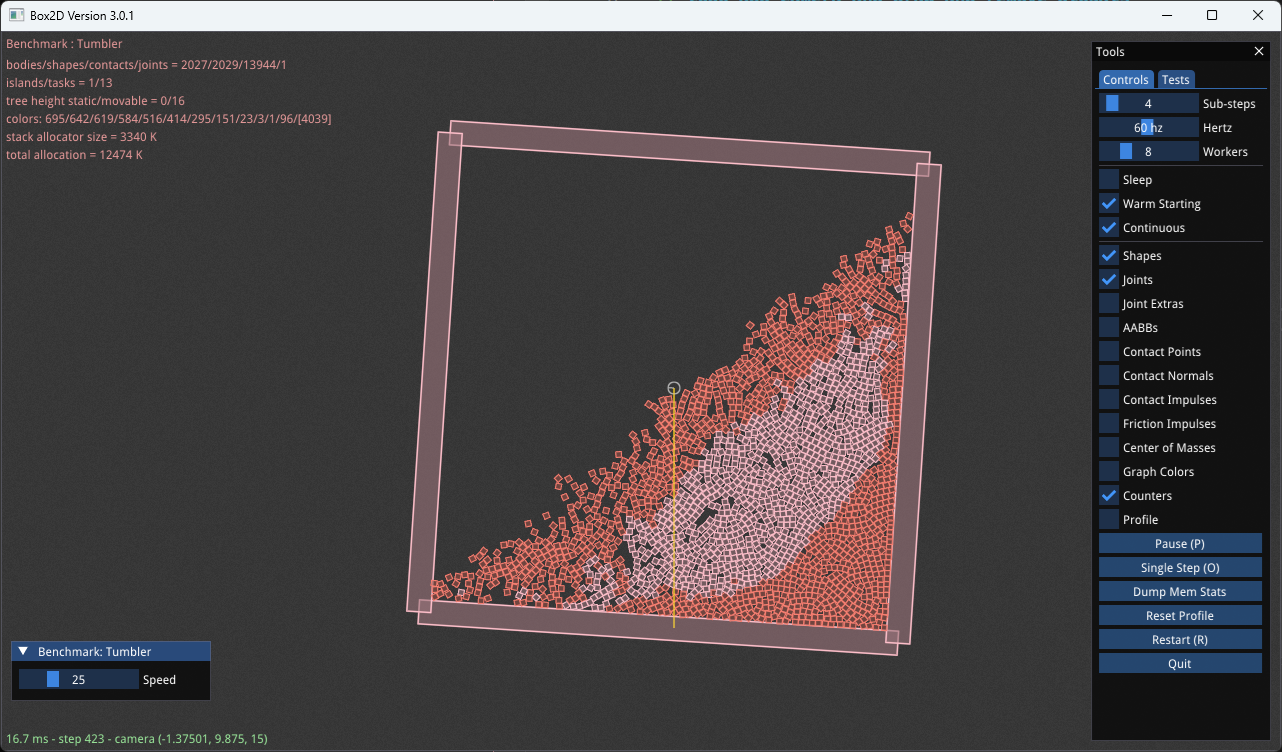 Box2D Version 3.0.1
Benchmark : Tumbler
bodies/shapes/contacts/joints = 2027/2029/13944/1
islands/tasks = 1/13
tree height static/movable = 0/16
colors: 695/642/619/584/516/414/295/151/23/3/1/96/[4039]
stack allocator size = 3340 K
total allocation = 12474 K
Tools
Controls Tests
4 Sub-steps
60 hz Hertz
8 Workers
Sleep
Warm Starting
Continuous
Shapes
Joints
Joint Extras
AABBs
Contact Points
Contact Normals
Contact Impulses
Friction Impulses
Center of Masses
Graph Colors
Counters
Profile
Pause (P)
Single Step (O)
Dump Mem Stats
Reset Profile
Restart (R)
Quit
Benchmark: Tumbler
25 Speed
16.7 ms - step 423 - camera (-1.37501, 9.875, 15)